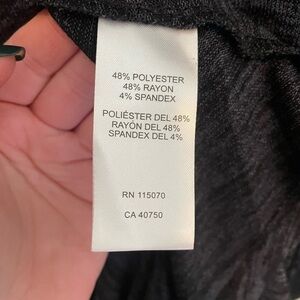 48% POLYESTER
48% RAYON
4% SPANDEX
POLIÉSTER DEL 48%
RAYÓN DEL 48%
SPANDEX DEL 4%
RN 115070
CA 40750